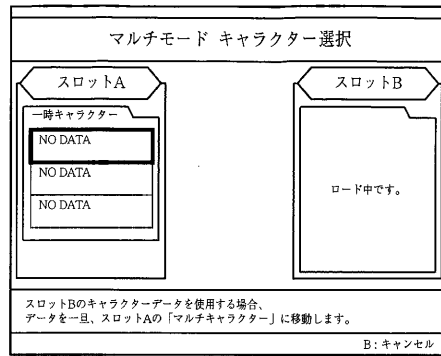 マルチモード キャラクター選択
スロットA
一時キャラクター
NO DATA
NO DATA
NO DATA
スロットB
ロード中です。
スロットBのキャラクターデータを使用する場合、
データを一旦、スロットAの「マルチキャラクター」に移動します。
B:キャンセル